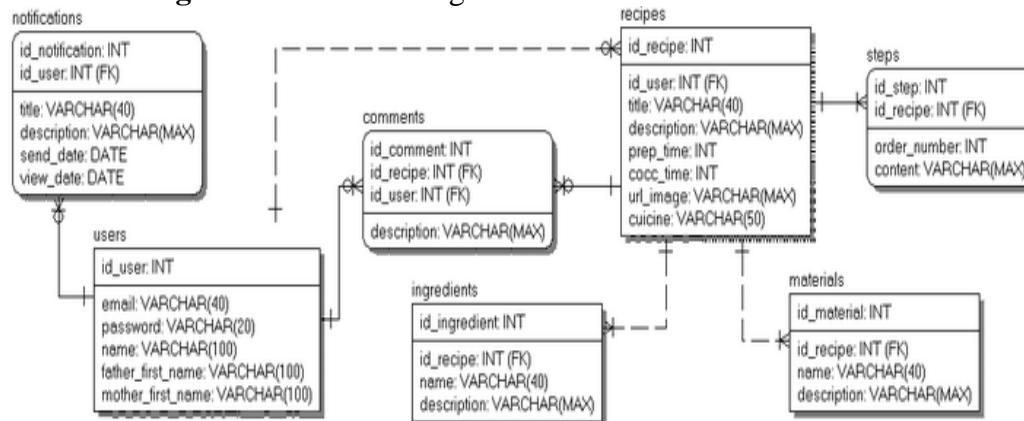 notifications
id_notification: INT
id_user: INT (FK)
title: VARCHAR(40)
description: VARCHAR(MAX)
send_date: DATE
view_date: DATE
users
id_user: INT
email: VARCHAR(40)
password: VARCHAR(20)
name: VARCHAR(100)
father_first_name: VARCHAR(100)
mother_first_name: VARCHAR(100)
comments
id_comment: INT
id_recipe: INT (FK)
id_user: INT (FK)
description: VARCHAR(MAX)
recipes
id_recipe: INT
id_user: INT (FK)
title: VARCHAR(40)
description: VARCHAR(MAX)
prep_time: INT
cocc_time: INT
url_image: VARCHAR(MAX)
cuicine: VARCHAR(50)
steps
id_step: INT
id_recipe: INT (FK)
order_number: INT
content: VARCHAR(MAX)
ingredients
id_ingredient: INT
id_recipe: INT (FK)
name: VARCHAR(40)
description: VARCHAR(MAX)
materials
id_material: INT
id_recipe: INT (FK)
name: VARCHAR(40)
description: VARCHAR(MAX)